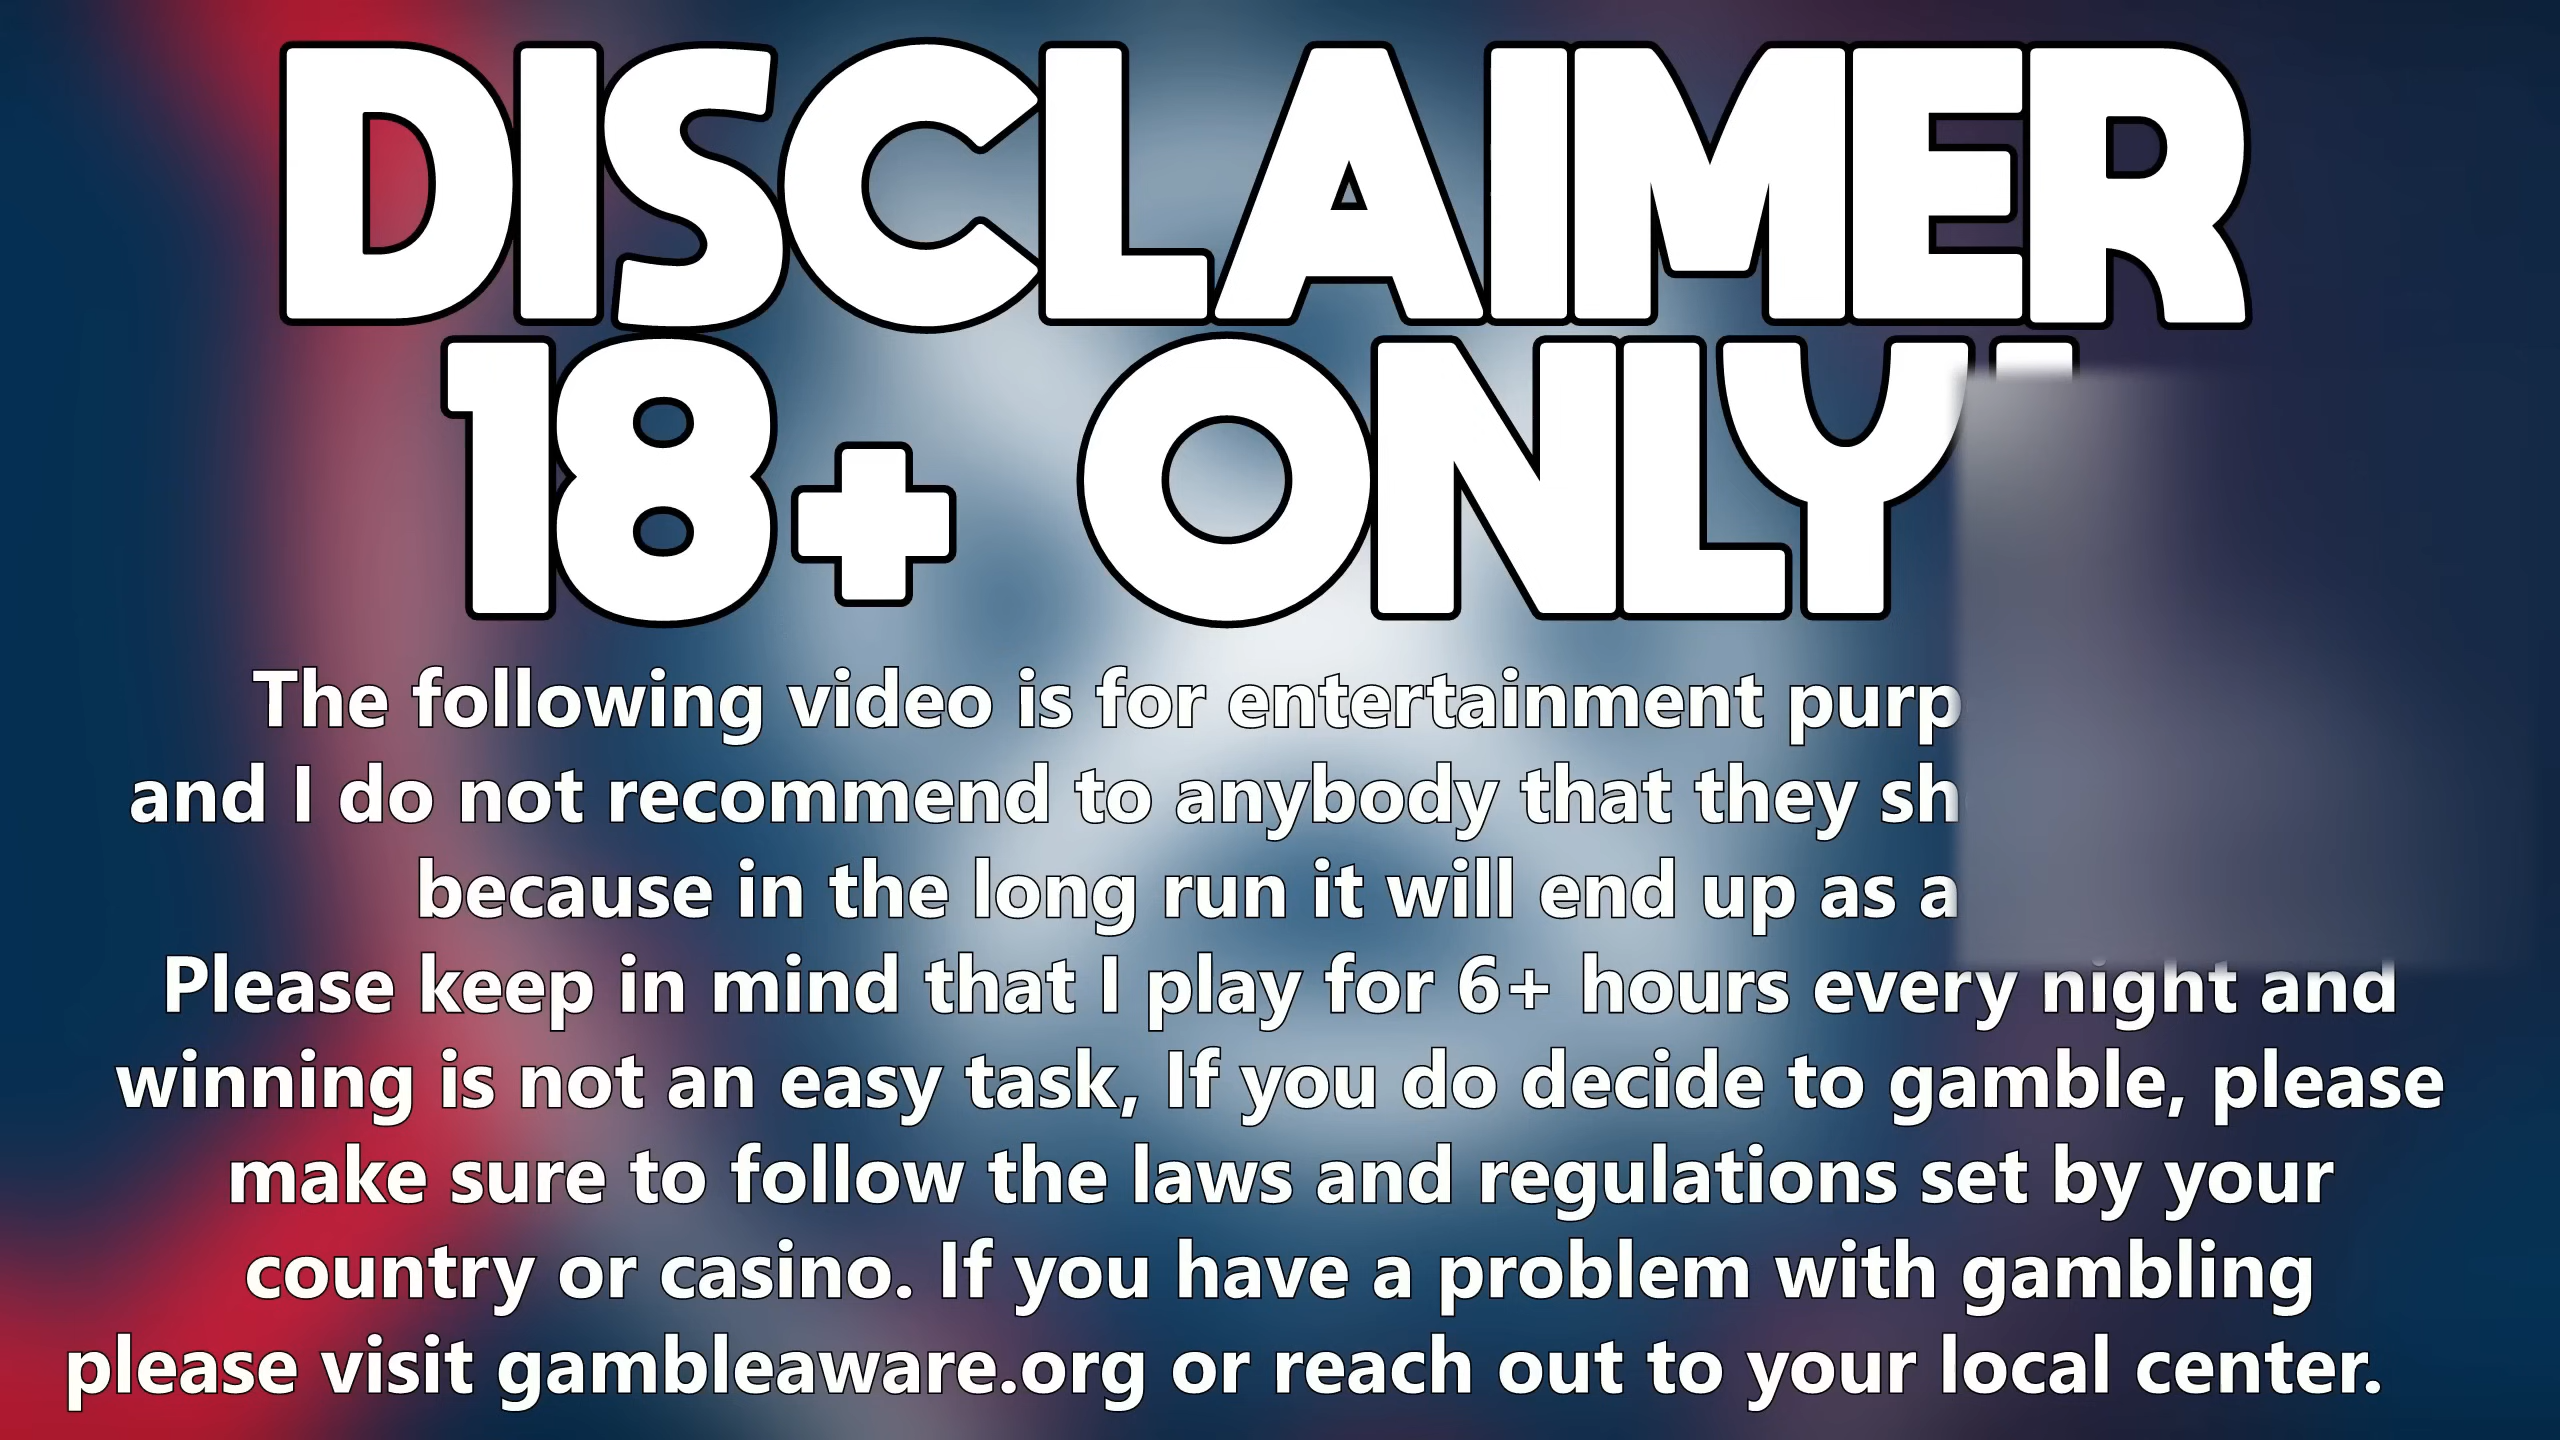 DISCLAIMER
18+ ONLY
The following video is for entertainment
and I do not recommend to anybody that they
because in the long run it will end up as
Please keep in mind that I play for 6+ hours every night and
winning is not an easy task, If you do decide to gamble, please
make sure to follow the laws and regulations set by your
country or casino. If you have a problem with gambling
please visit gambleaware.org or reach out to your local center.